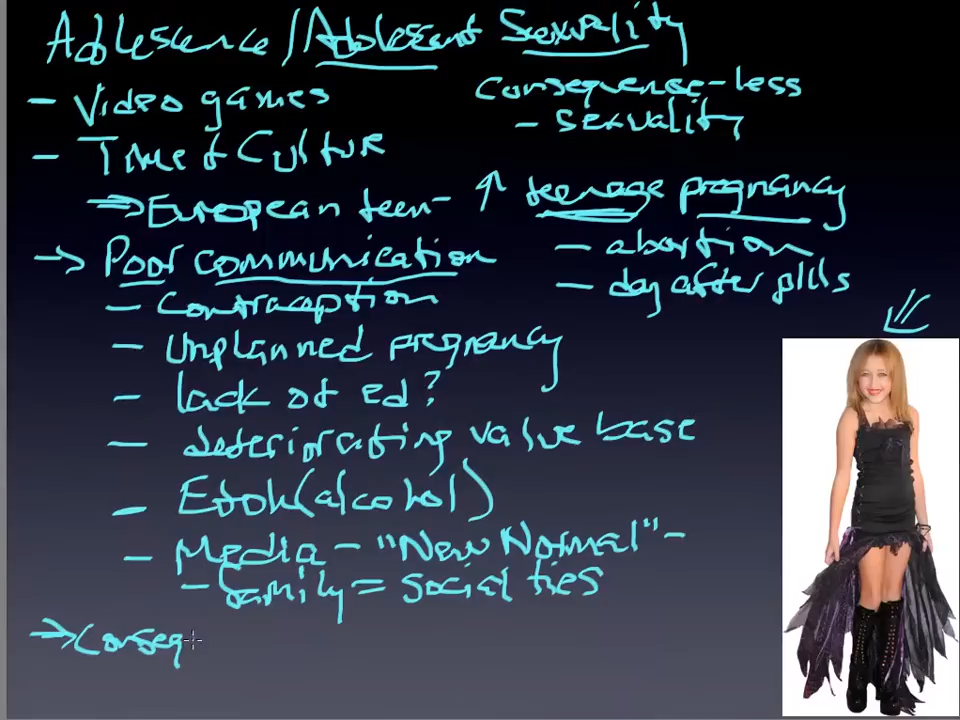 Adolescence/Adolescent Sexuality
- Video games
- Time & Culture
⇒ European teen-
→ Poor communication
- contraception
- Unplanned pregnancy
- lack of ed?
- deteriorating value base
- Etoh (alcohol)
- Media - "New Normal" -
- family = social ties
→ Conseq
Consequence-less
- sexuality
↑ teenage pregnancy
- abortion
- day after pills